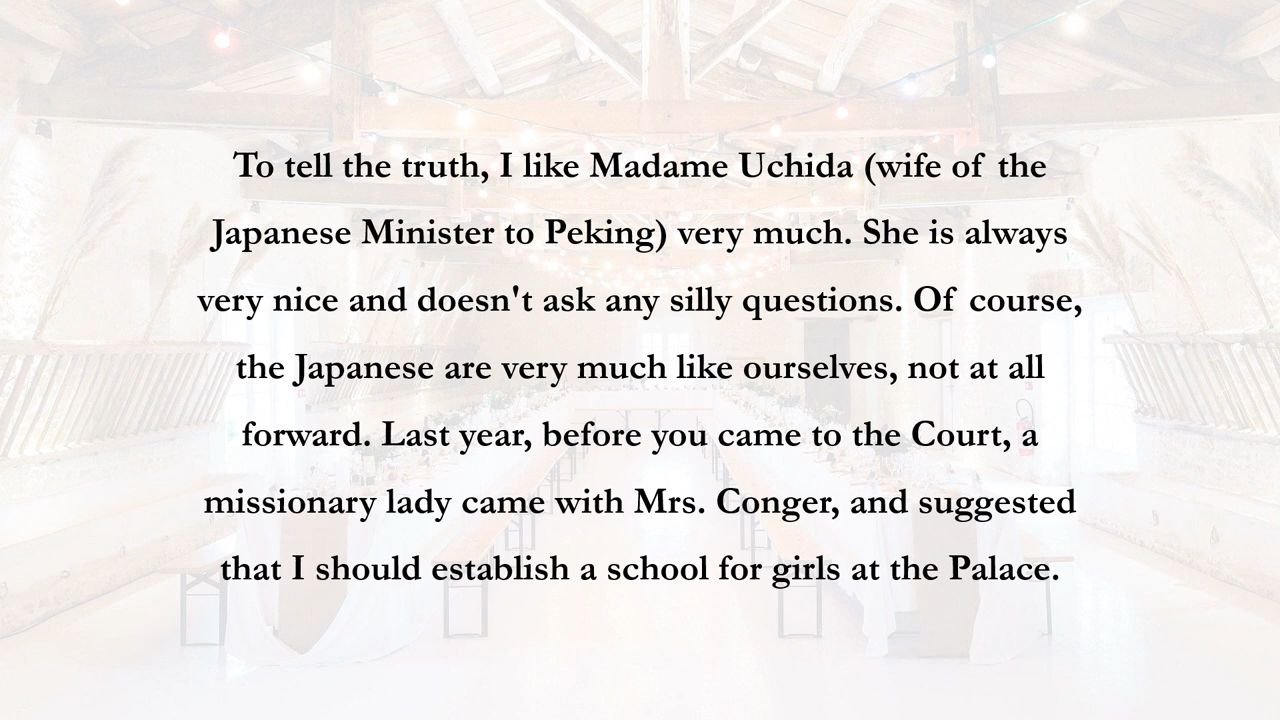 To tell the truth, I like Madame Uchida (wife of the
Japanese Minister to Peking) very much. She is always
very nice and doesn't ask any silly questions. Of course,
the Japanese are very much like ourselves, not at all
forward. Last year, before you came to the Court, a
missionary lady came with Mrs. Conger, and suggested
that I should establish a school for girls at the Palace.